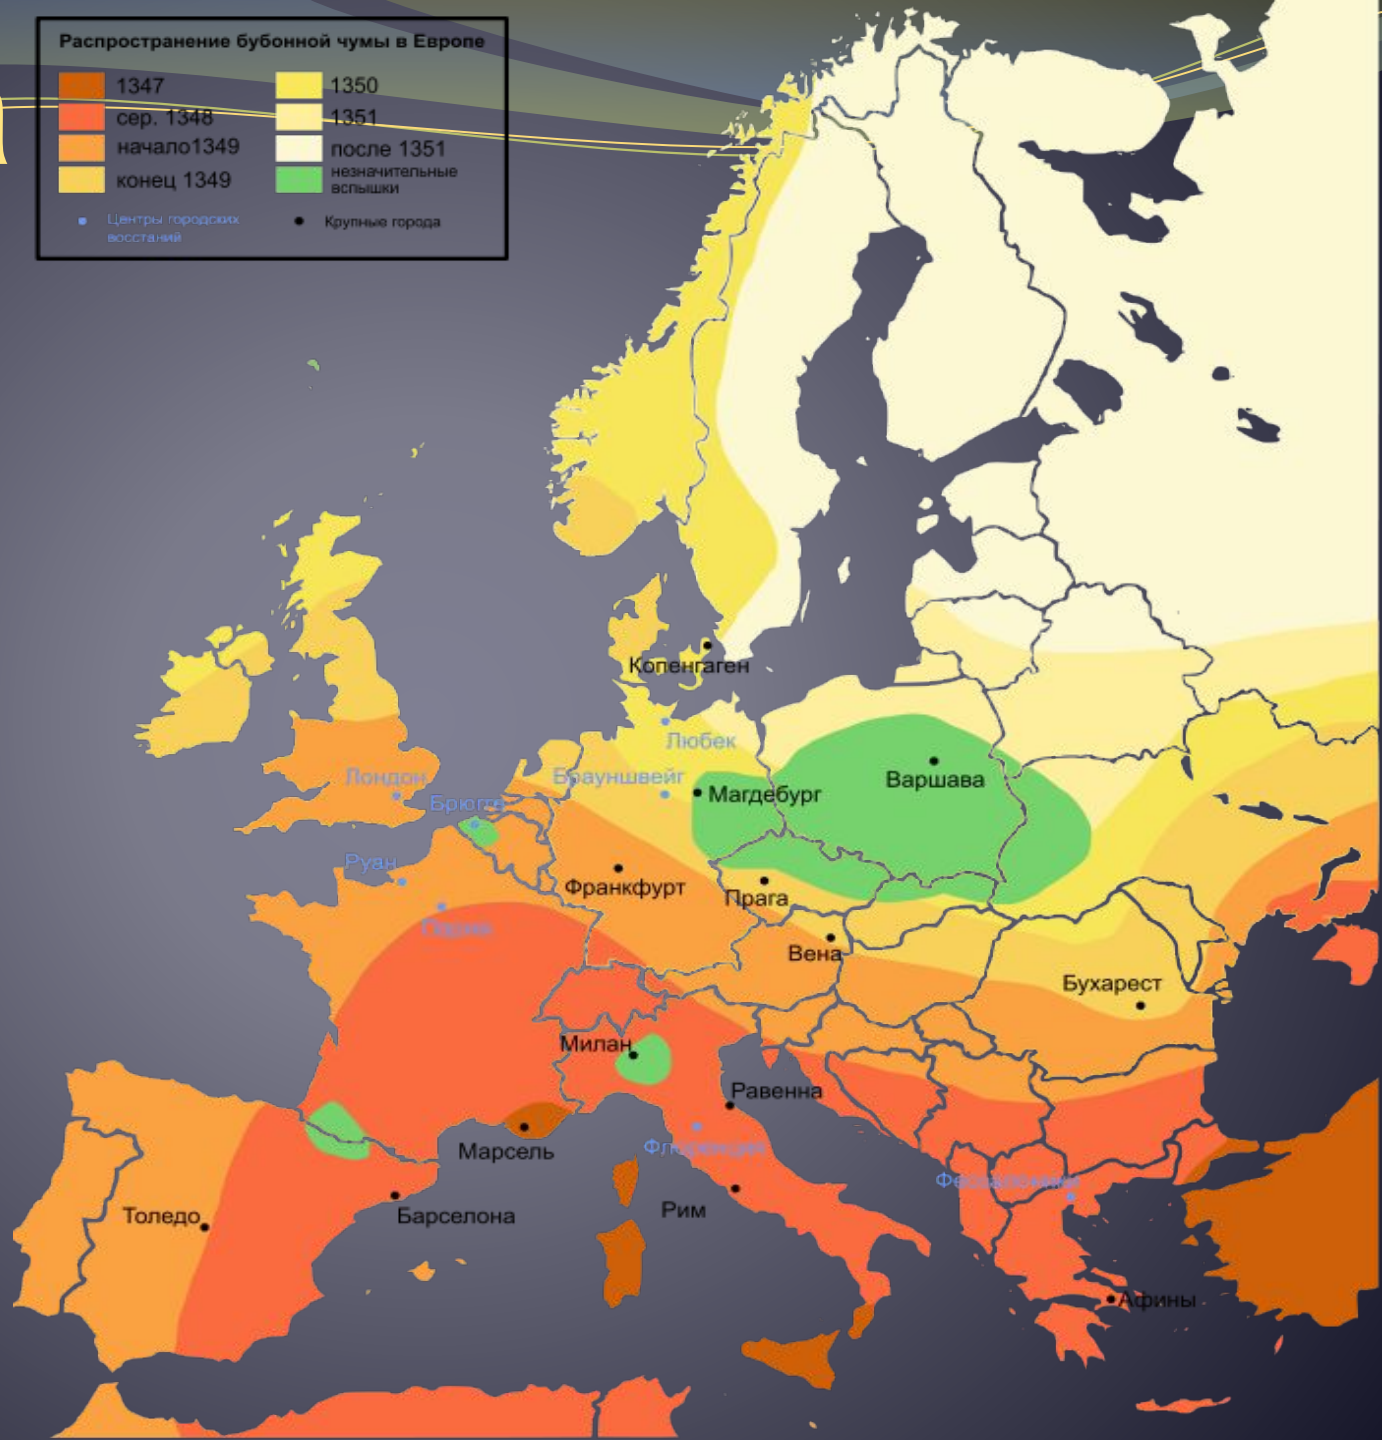 Распространение бубонной чумы в Европе
1347
сер. 1348
начало1349
конец 1349
1350
1351
после 1351
незначительные
вспышки
Центры городских
восстаний
Крупные города
Копенгаген
Любек
Лондон
Брауншвейг
Варшава
Брюгге
Магдебург
Руан
Франкфурт
Прага
Париж
Вена
Бухарест
Милан
Равенна
Марсель
Флоренция
Фессалоники
Толедо
Барселона
Рим
Афины